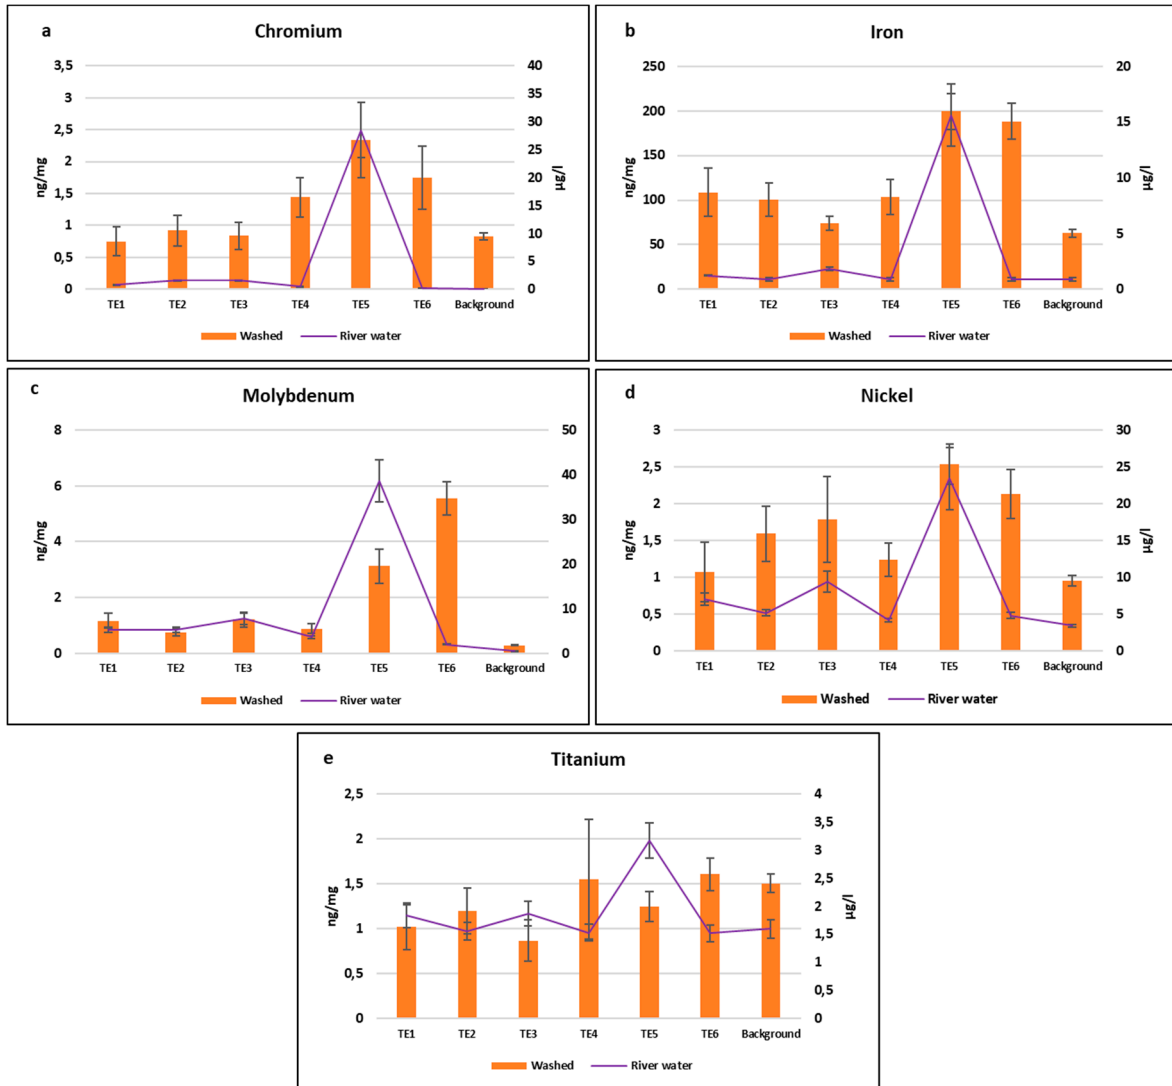 a
Chromium
3,5
3
2,5
2
1,5
1
0,5
0
ng/mg
40
35
30
25
20
15
10
5
0
µg/l
TE1 TE2 TE3 TE4 TE5 TE6 Background
Washed River water
b
Iron
250
200
150
100
50
0
ng/mg
20
15
10
5
0
µg/l
TE1 TE2 TE3 TE4 TE5 TE6 Background
Washed River water
c
Molybdenum
8
6
4
2
0
ng/mg
50
40
30
20
10
0
TE1 TE2 TE3 TE4 TE5 TE6 Background
Washed River water
d
Nickel
3
2,5
2
1,5
1
0,5
0
ng/mg
30
25
20
15
10
5
0
µg/l
TE1 TE2 TE3 TE4 TE5 TE6 Background
Washed River water
e
Titanium
2,5
2
1,5
1
0,5
0
ng/mg
4
3,5
3
2,5
2
1,5
1
0,5
0
µg/l
TE1 TE2 TE3 TE4 TE5 TE6 Background
Washed River water